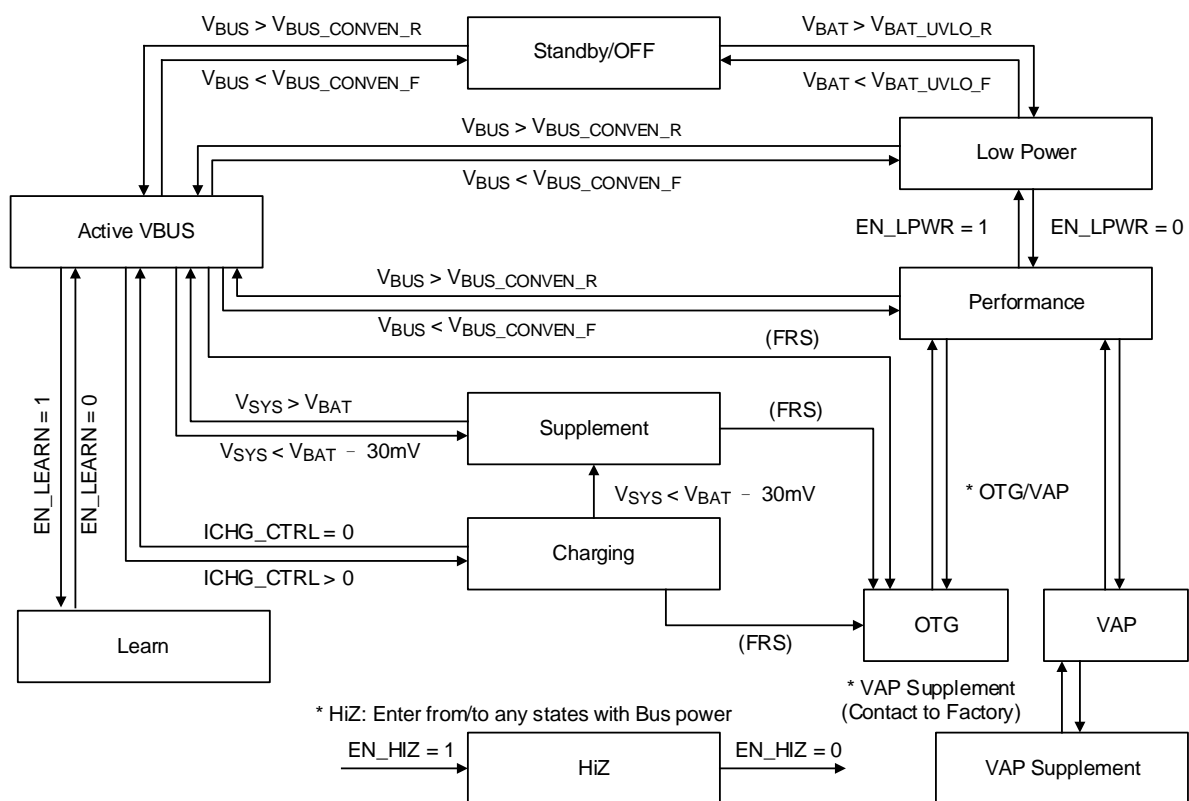 VBUS > VBUS_CONVEN_R
Standby/OFF
VBAT > VBAT_UVLO_R
VBUS < VBUS_CONVEN_F
VBAT < VBAT_UVLO_F
VBUS > VBUS_CONVEN_R
Low Power
VBUS < VBUS_CONVEN_F
Active VBUS
EN_LPWR = 1
EN_LPWR = 0
VBUS > VBUS_CONVEN_R
Performance
VBUS < VBUS_CONVEN_F
(FRS)
EN_LEARN = 1
EN_LEARN = 0
VSYS > VBAT
Supplement
(FRS)
VSYS < VBAT − 30mV
VSYS < VBAT − 30mV
* OTG/VAP
ICHG_CTRL = 0
Charging
ICHG_CTRL > 0
OTG
VAP
Learn
(FRS)
* VAP Supplement
(Contact to Factory)
* HiZ: Enter from/to any states with Bus power
EN_HIZ = 1
HiZ
EN_HIZ = 0
VAP Supplement